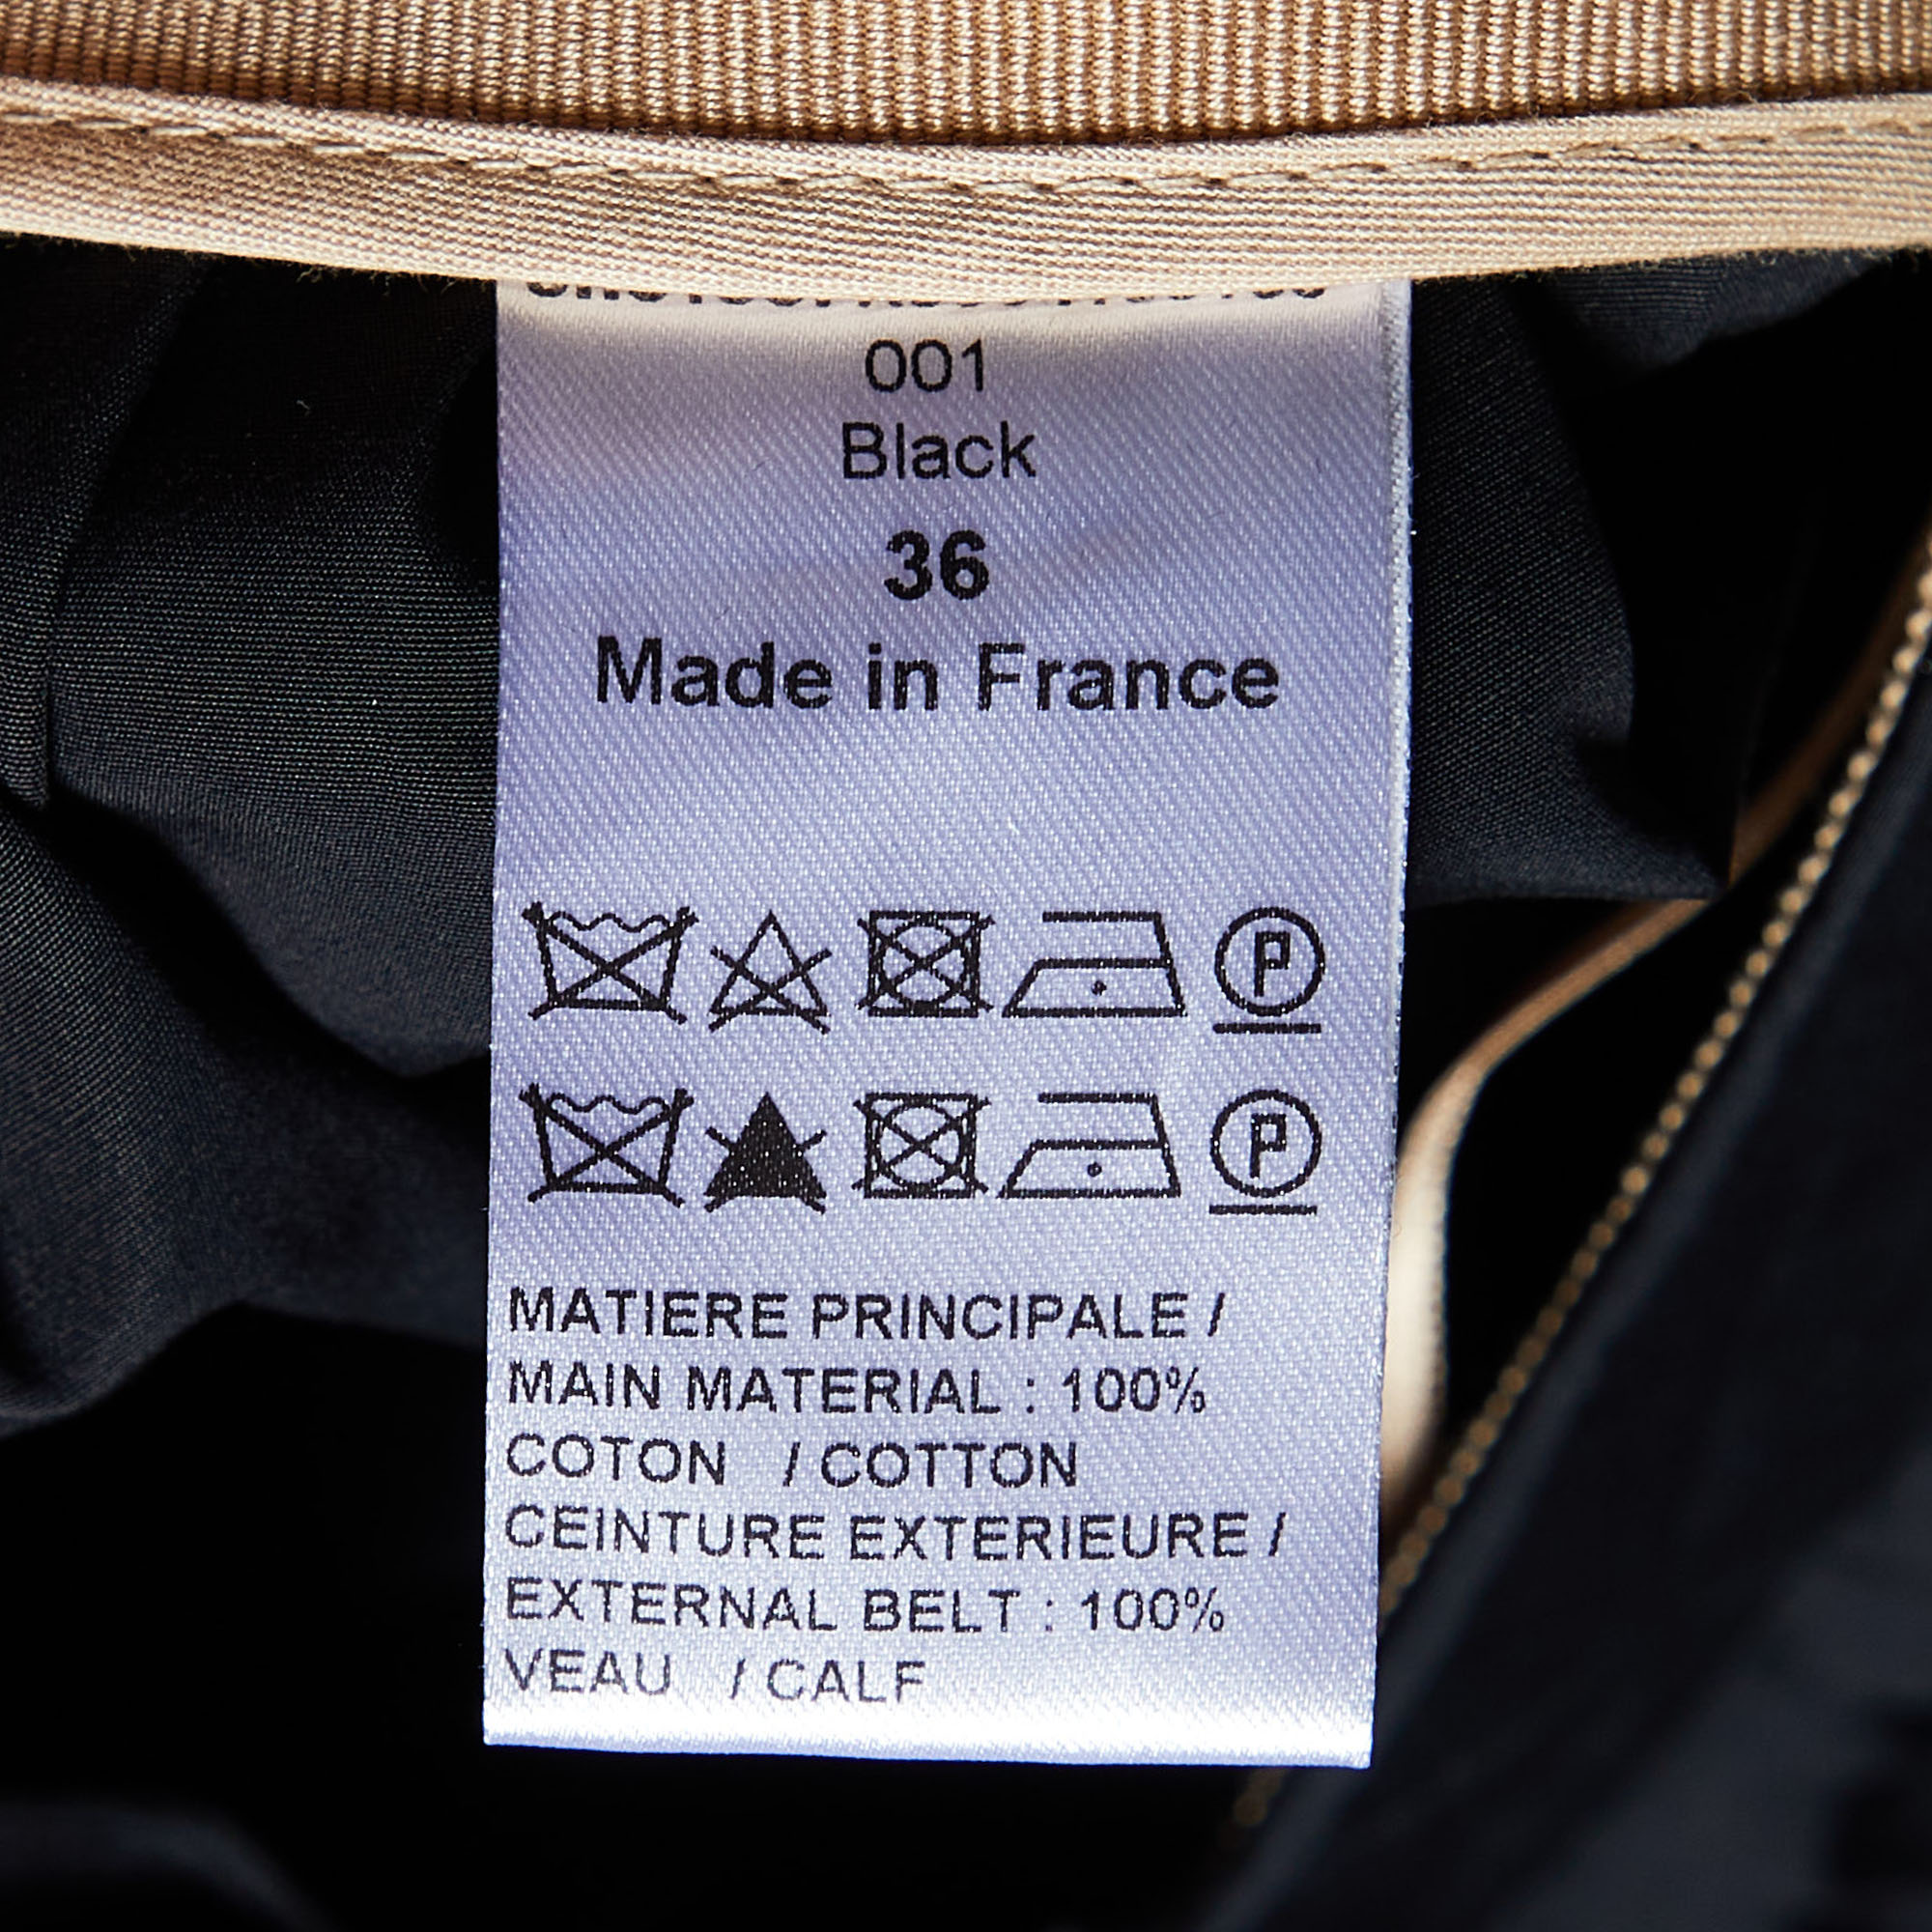 001
Black
36
Made in France
P
P
MATIERE PRINCIPALE /
MAIN MATERIAL : 100%
COTON / COTTON
CEINTURE EXTERIEURE /
EXTERNAL BELT : 100%
VEAU / CALF